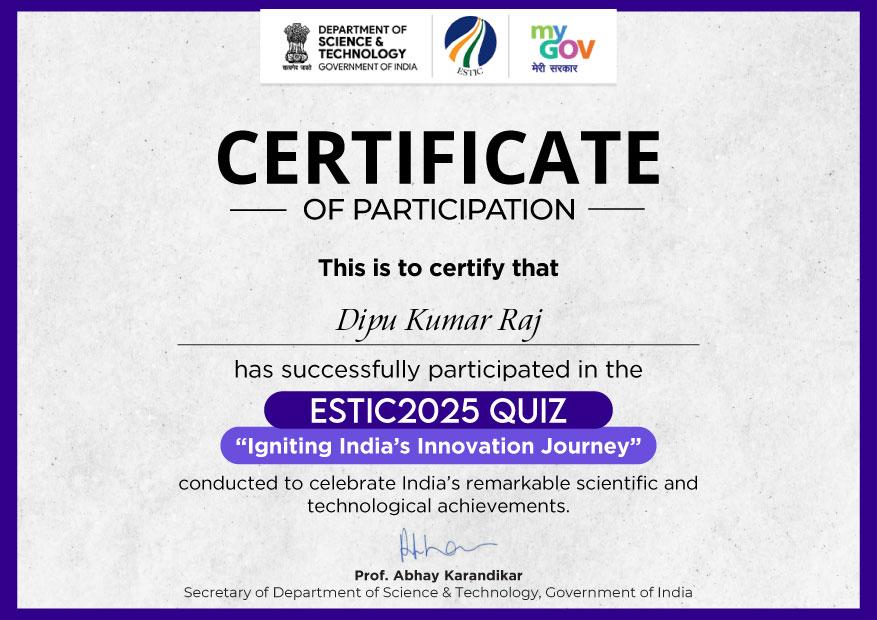 DEPARTMENT OF
SCIENCE &
TECHNOLOGY
GOVERNMENT OF INDIA
सत्यमेव जयते
ESTIC
my
GOV
मेरी सरकार
CERTIFICATE
OF PARTICIPATION
This is to certify that
Dipu Kumar Raj
has successfully participated in the
ESTIC2025 QUIZ
“Igniting India’s Innovation Journey”
conducted to celebrate India’s remarkable scientific and
technological achievements.
Prof. Abhay Karandikar
Secretary of Department of Science & Technology, Government of India